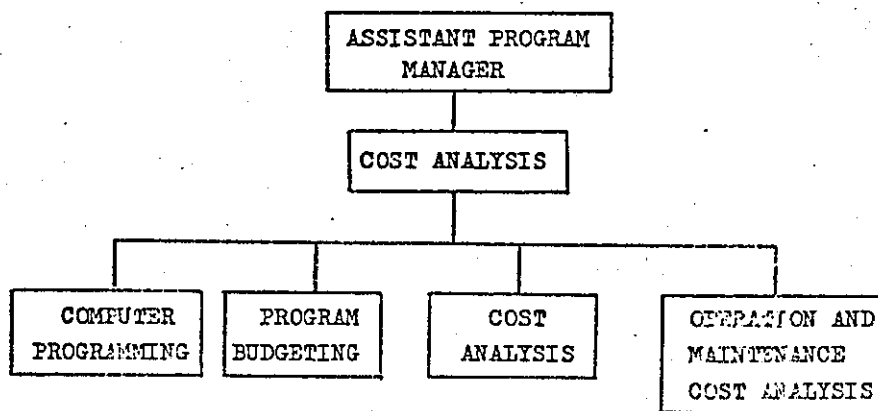 ASSISTANT PROGRAM
MANAGER
COST ANALYSIS
COMPUTER
PROGRAMMING
PROGRAM
BUDGETING
COST
ANALYSIS
OPERATION AND
MAINTENANCE
COST ANALYSIS